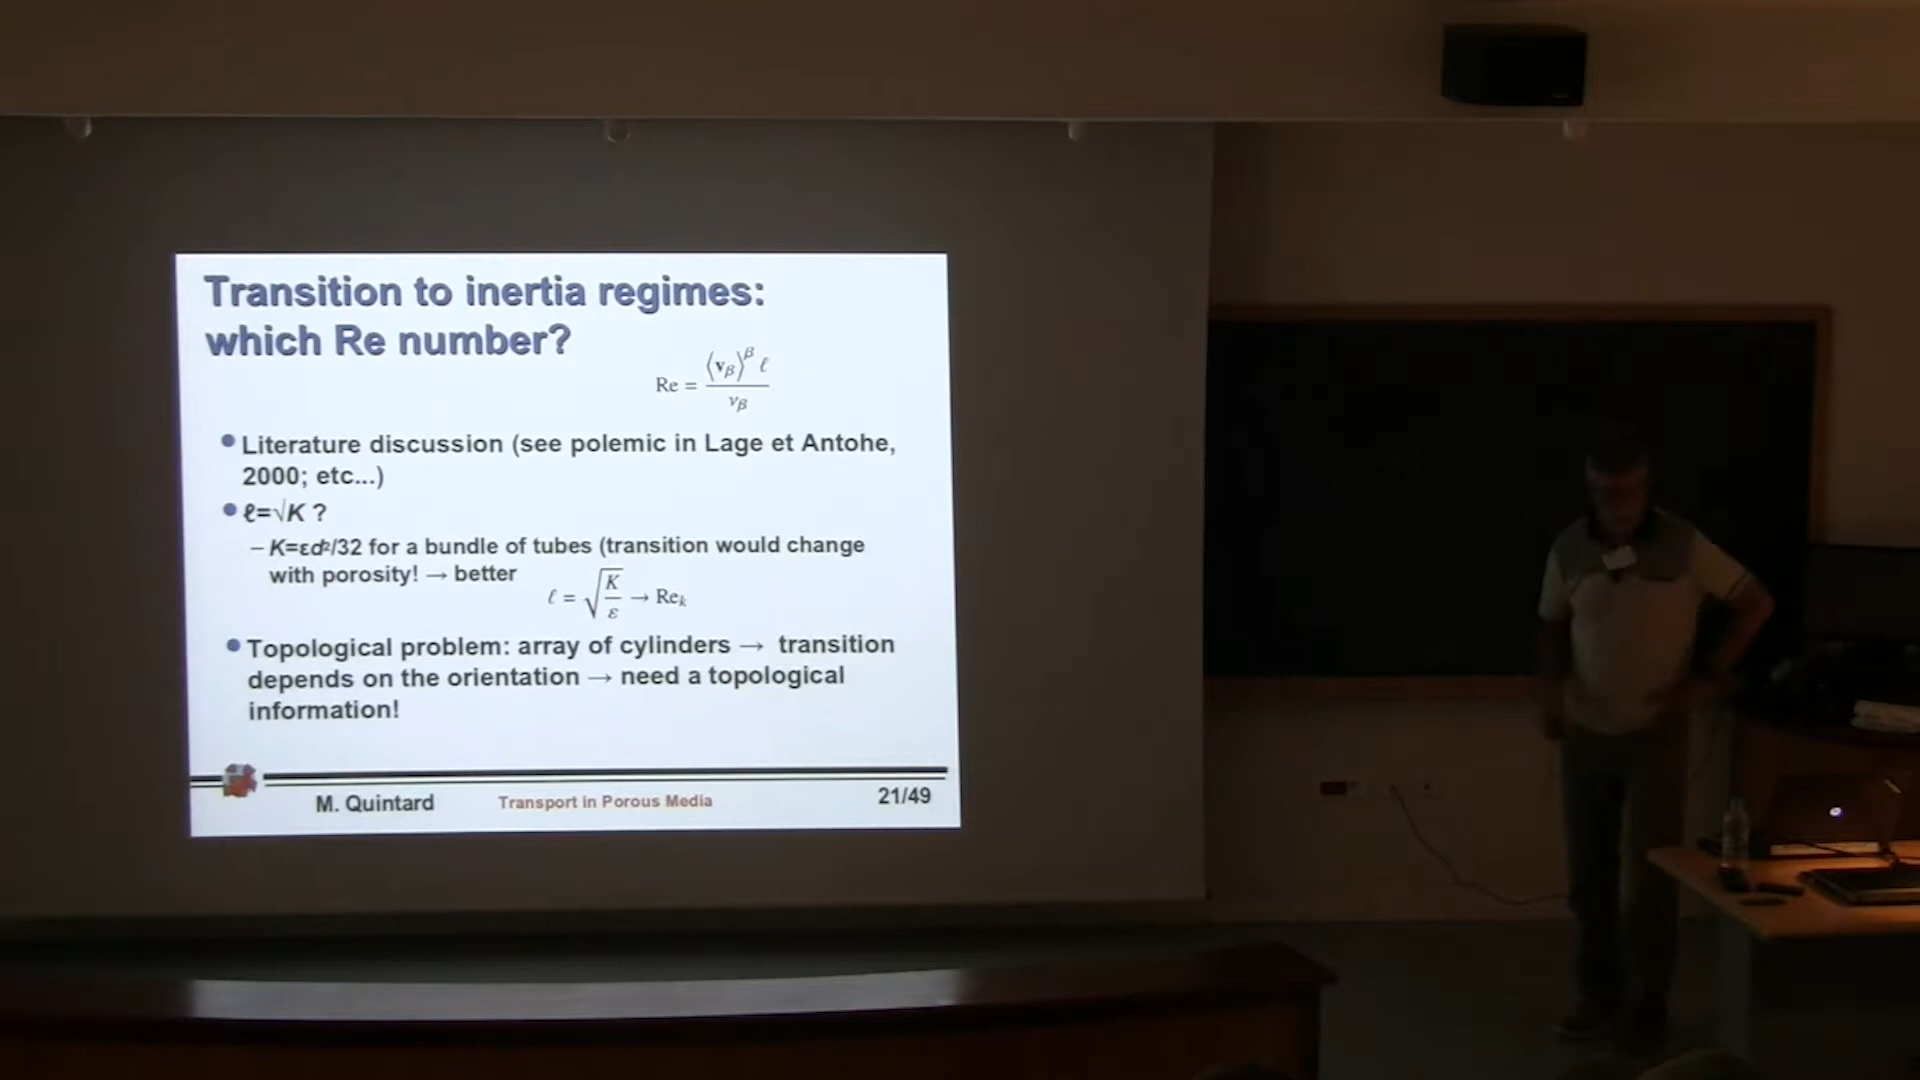 Transition to inertia regimes:
which Re number?
Re = ⟨v_β⟩^β ℓ / ν_β
• Literature discussion (see polemic in Lage et Antohe,
2000; etc...)
• ℓ=√K ?
– K=εd²/32 for a bundle of tubes (transition would change
with porosity! → better
ℓ = √(K/ε) → Re_k
• Topological problem: array of cylinders → transition
depends on the orientation → need a topological
information!
M. Quintard Transport in Porous Media 21/49